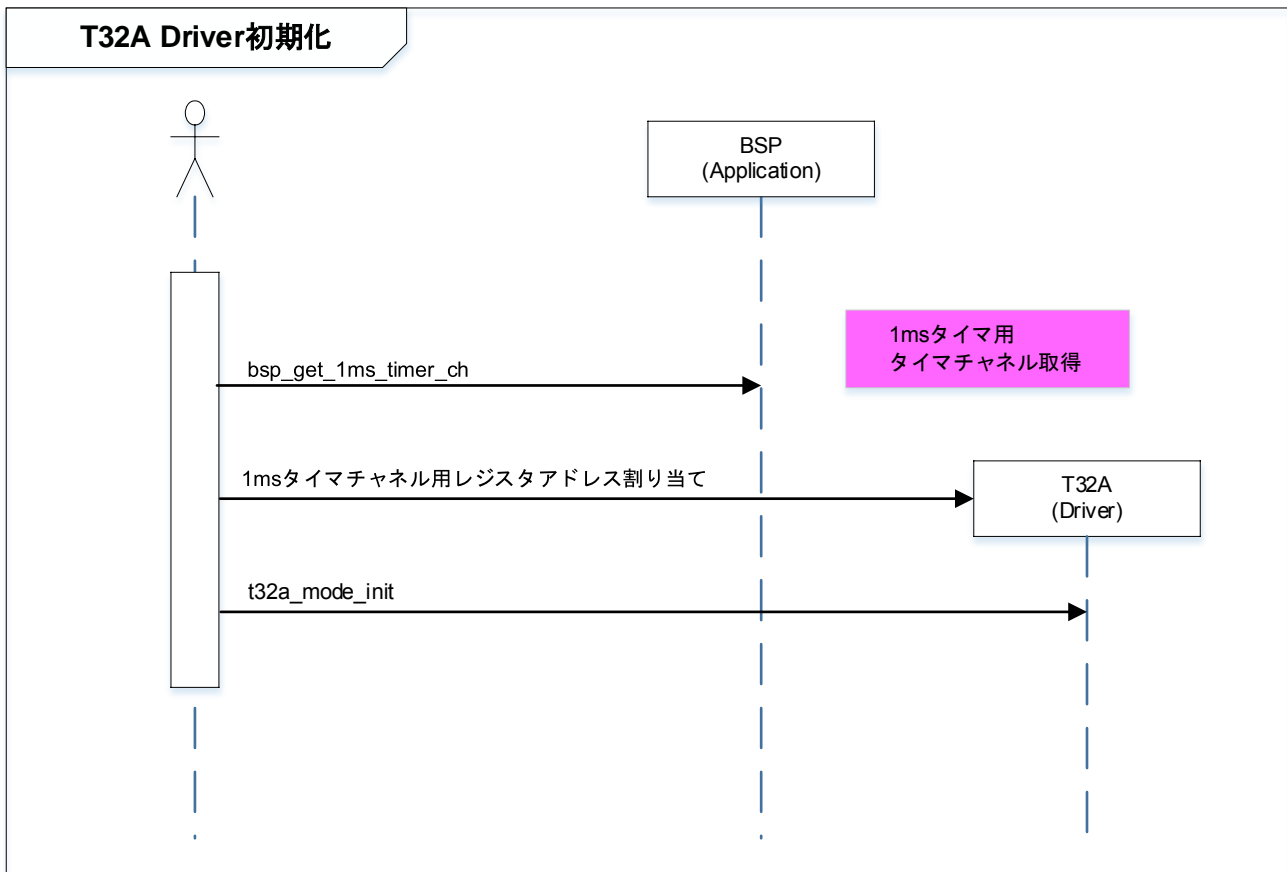 T32A Driver初期化
BSP
(Application)
1msタイマ用
タイマチャネル取得
bsp_get_1ms_timer_ch
1msタイマチャネル用レジスタアドレス割り当て
T32A
(Driver)
t32a_mode_init